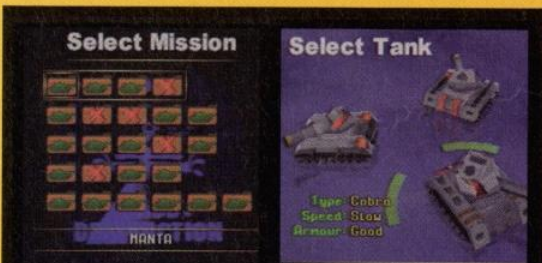 Select Mission
MANTA
Select Tank
Type: Cobra
Speed: Slow
Armour: Good